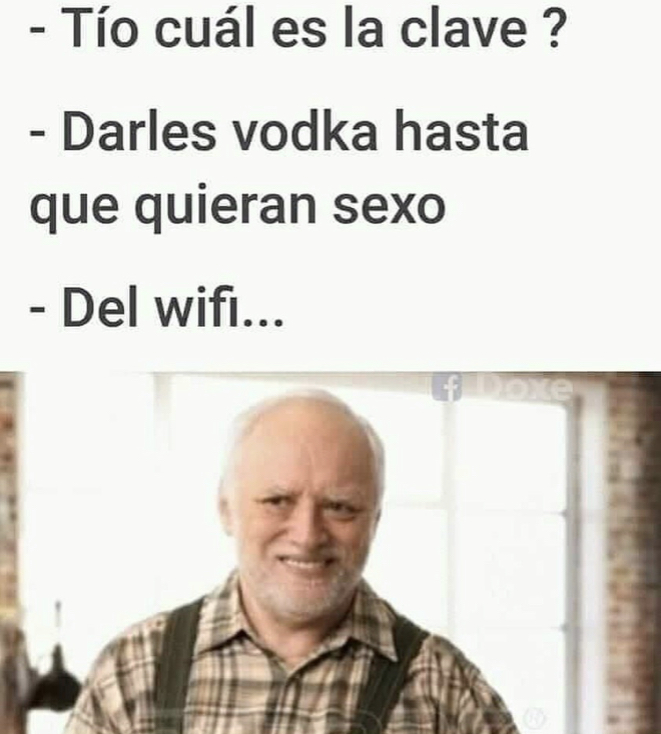 - Tío cuál es la clave ?
- Darles vodka hasta
que quieran sexo
- Del wifi...
f Doxe